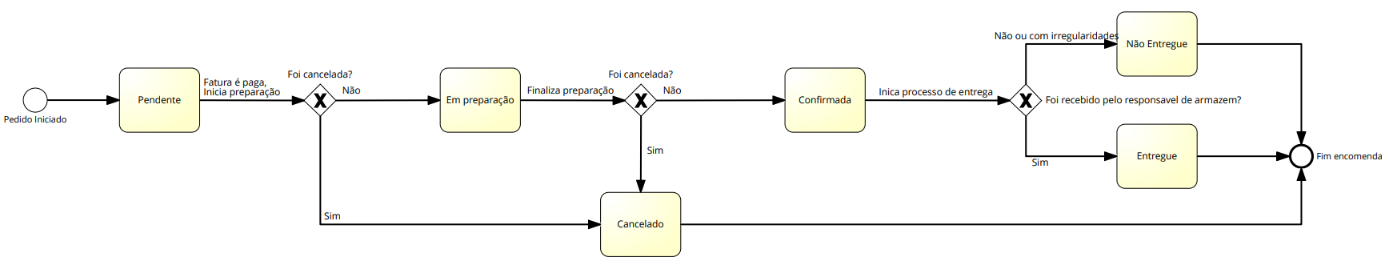 Pedido Iniciado
Pendente
Fatura é paga,
Inicia preparação
Foi cancelada?
Não
Sim
Em preparação
Finaliza preparação
Foi cancelada?
Não
Sim
Cancelado
Confirmada
Inica processo de entrega
Foi recebido pelo responsavel de armazem?
Não ou com irregularidades
Não Entregue
Sim
Entregue
Fim encomenda